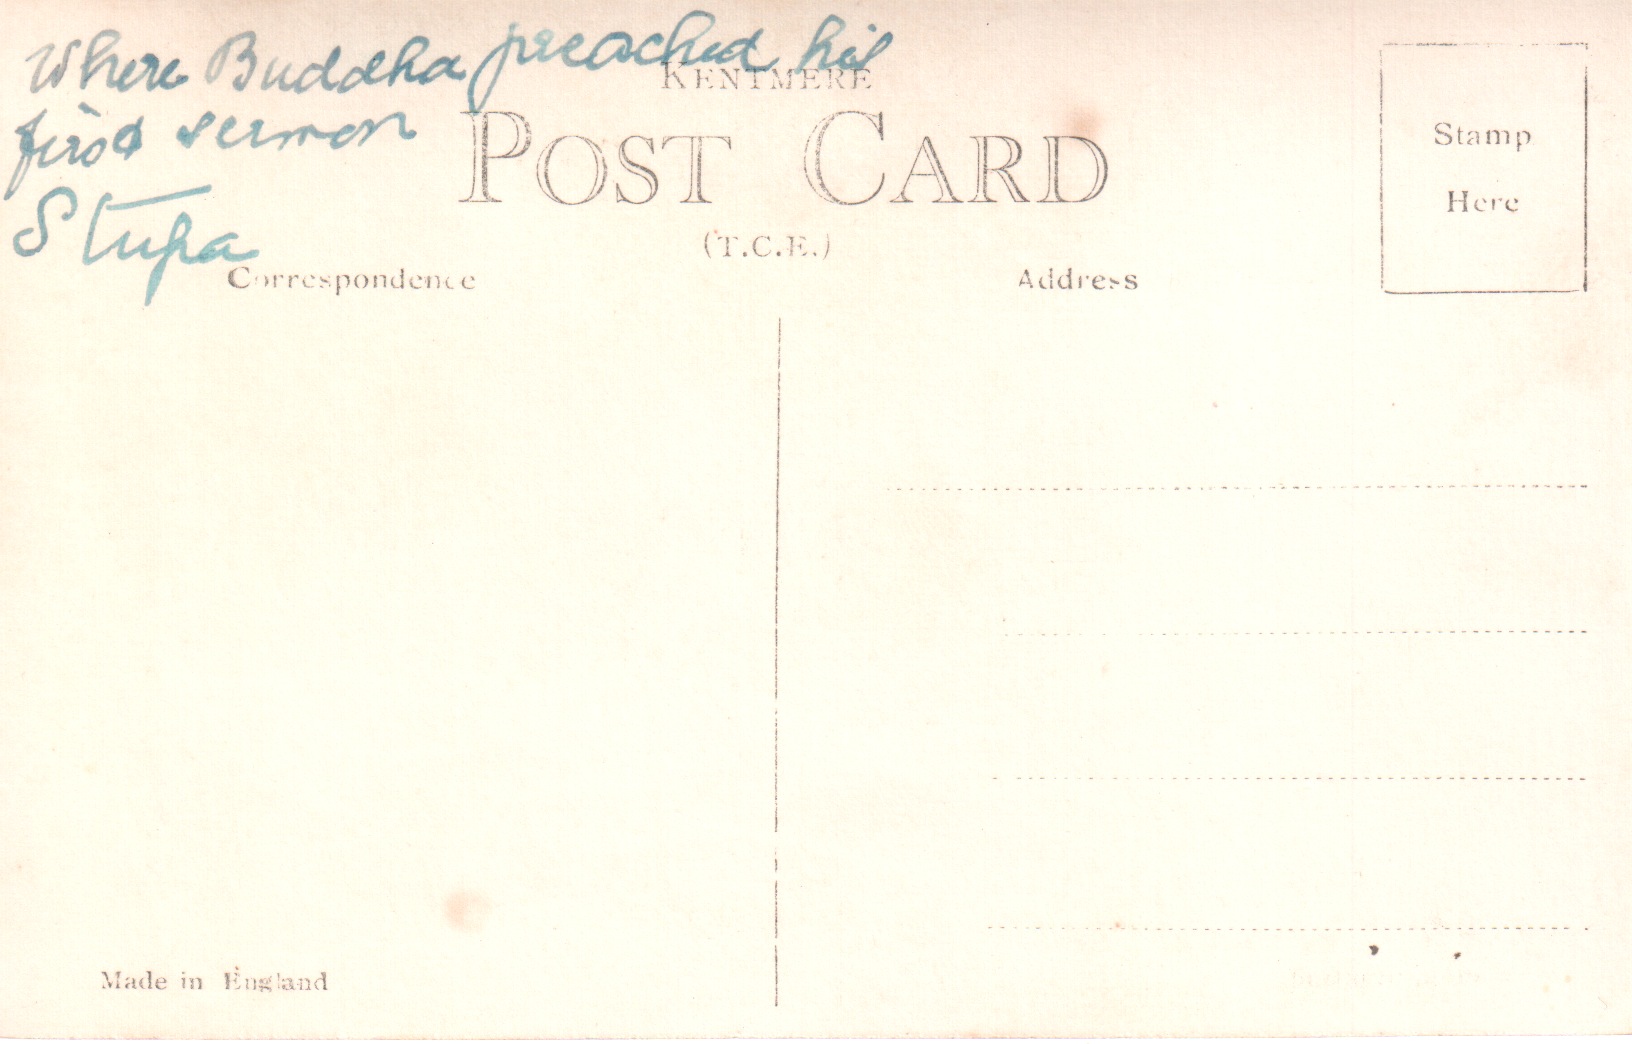 Where Buddha preached his
first sermon
Stupa
KENTMERE
POST CARD
(T.C.E.)
Correspondence
Address
Stamp
Here
Made in England